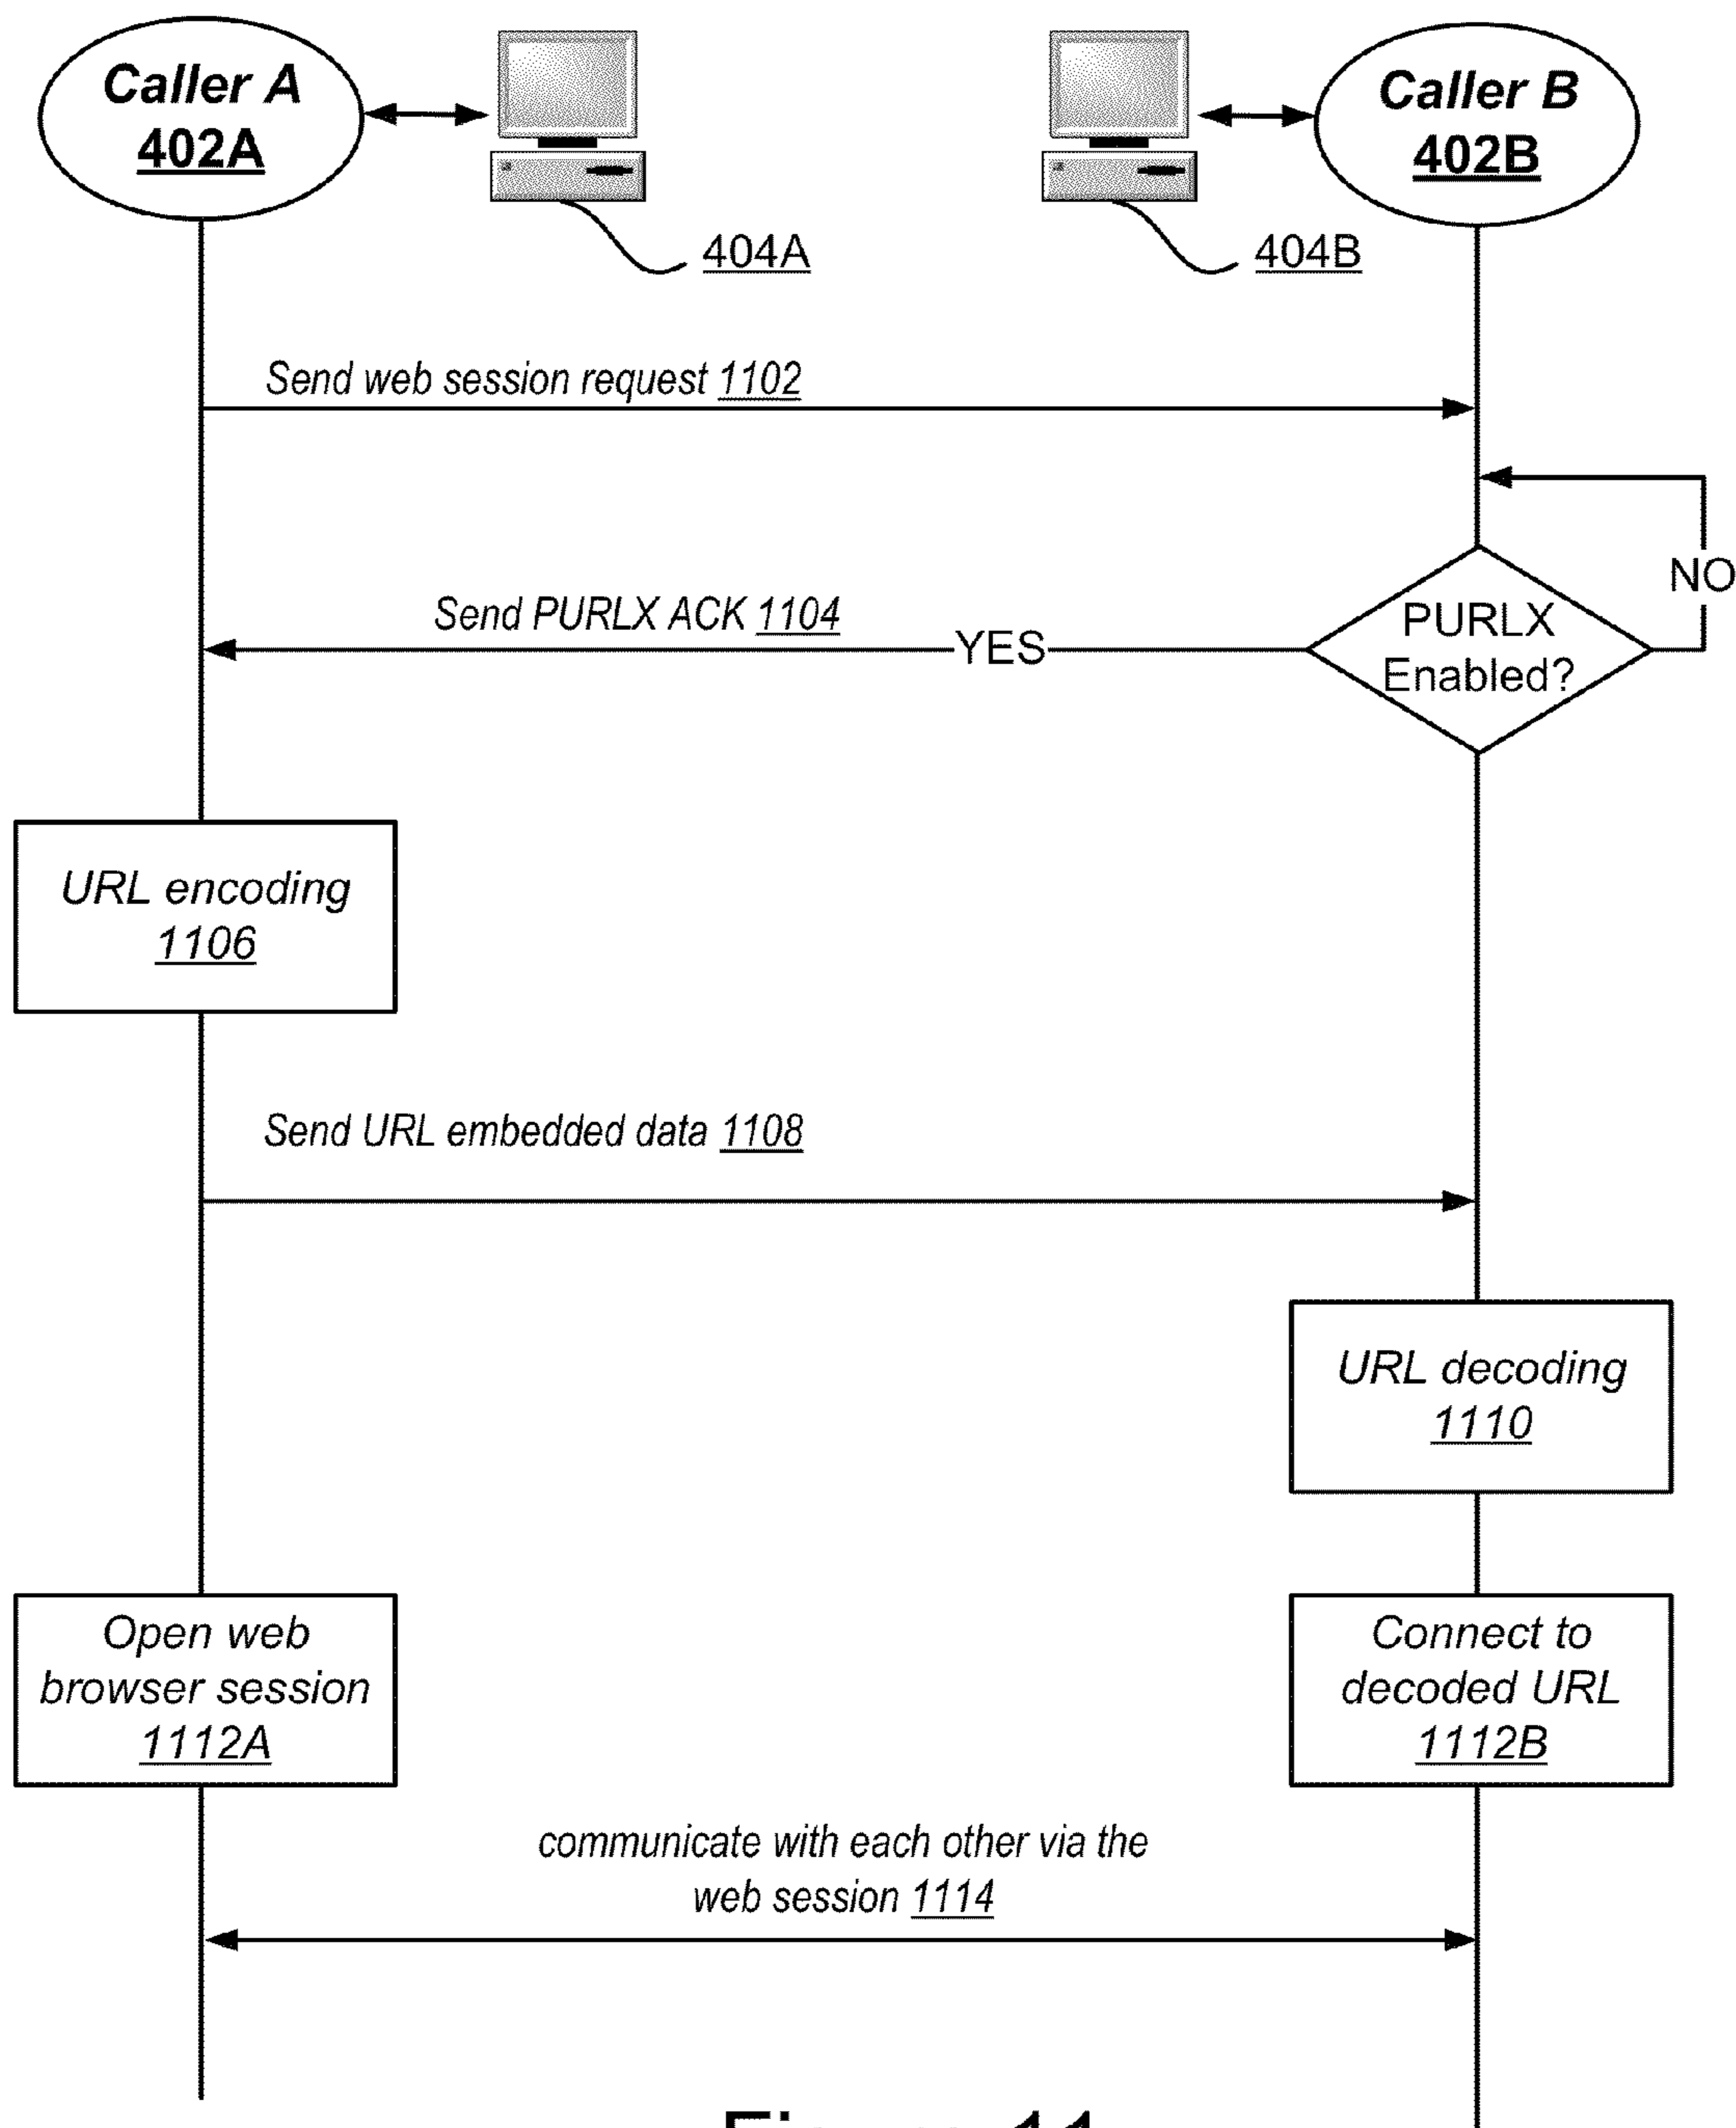 Caller A
402A
Caller B
402B
404A
404B
Send web session request 1102
NO
PURLX
Enabled?
Send PURLX ACK 1104
YES
URL encoding
1106
Send URL embedded data 1108
URL decoding
1110
Open web
browser session
1112A
Connect to
decoded URL
1112B
communicate with each other via the
web session 1114
Figure 11